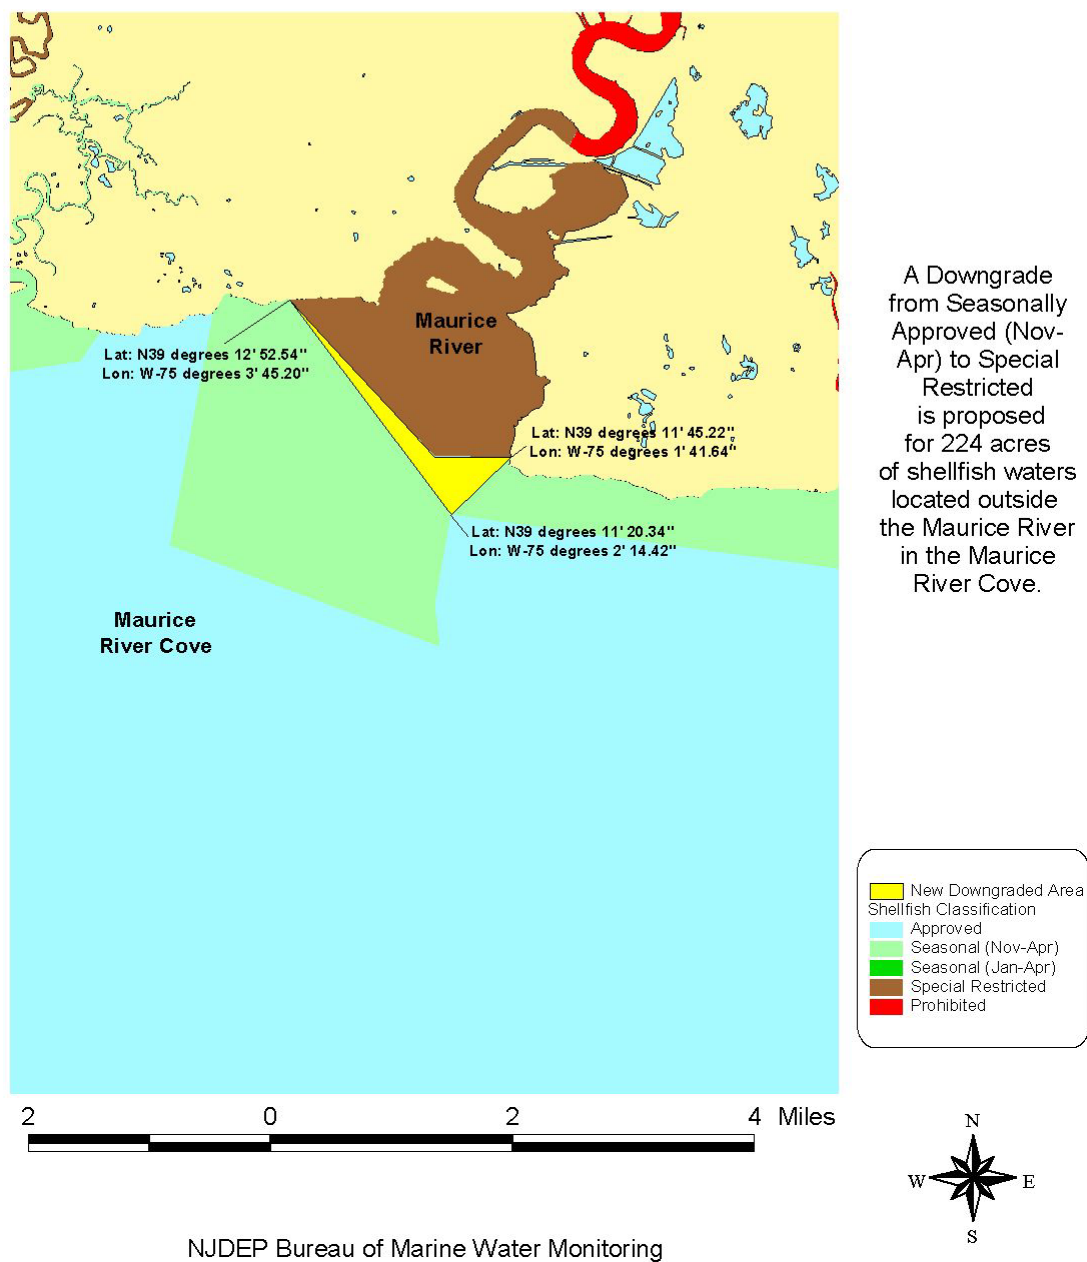 Maurice
River
Lat: N39 degrees 12' 52.54"
Lon: W-75 degrees 3' 45.20"
Lat: N39 degrees 11' 45.22"
Lon: W-75 degrees 1' 41.64"
Lat: N39 degrees 11' 20.34"
Lon: W-75 degrees 2' 14.42"
Maurice
River Cove
A Downgrade
from Seasonally
Approved (Nov-
Apr) to Special
Restricted
is proposed
for 224 acres
of shellfish waters
located outside
the Maurice River
in the Maurice
River Cove.
New Downgraded Area
Shellfish Classification
Approved
Seasonal (Nov-Apr)
Seasonal (Jan-Apr)
Special Restricted
Prohibited
2 0 2 4 Miles
N
W E
S
NJDEP Bureau of Marine Water Monitoring